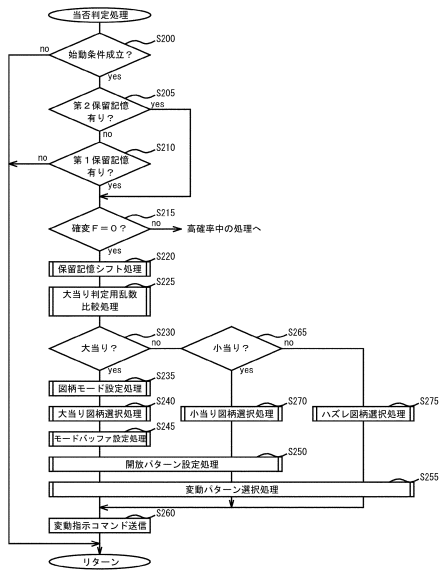 当否判定処理
S200
始動条件成立？
no
yes
S205
第２保留記憶
有り？
yes
no
S210
第１保留記憶
有り？
no
yes
S215
確変Ｆ＝０？
no
高確率中の処理へ
yes
S220
保留記憶シフト処理
S225
大当り判定用乱数
比較処理
S230
大当り？
no
yes
S265
小当り？
no
yes
S235
図柄モード設定処理
S240
大当り図柄選択処理
S270
小当り図柄選択処理
S275
ハズレ図柄選択処理
S245
モードバッファ設定処理
S250
開放パターン設定処理
S255
変動パターン選択処理
S260
変動指示コマンド送信
リターン